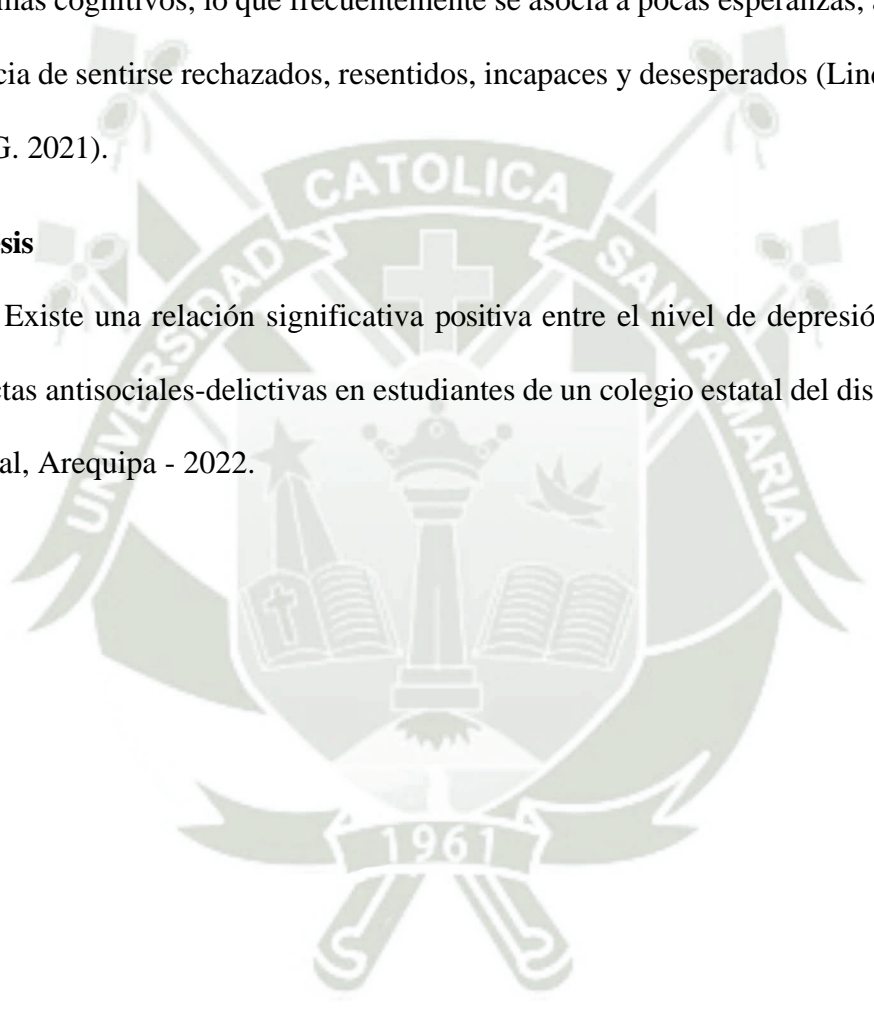 mas cognitivos, lo que frecuentemente se asocia a pocas esperanzas,
cia de sentirse rechazados, resentidos, incapaces y desesperados (Lin
G. 2021).
sis
Existe una relación significativa positiva entre el nivel de depresió
tas antisociales-delictivas en estudiantes de un colegio estatal del dis
al, Arequipa - 2022.
UNIVERSIDAD CATOLICA SANTA MARIA
1961